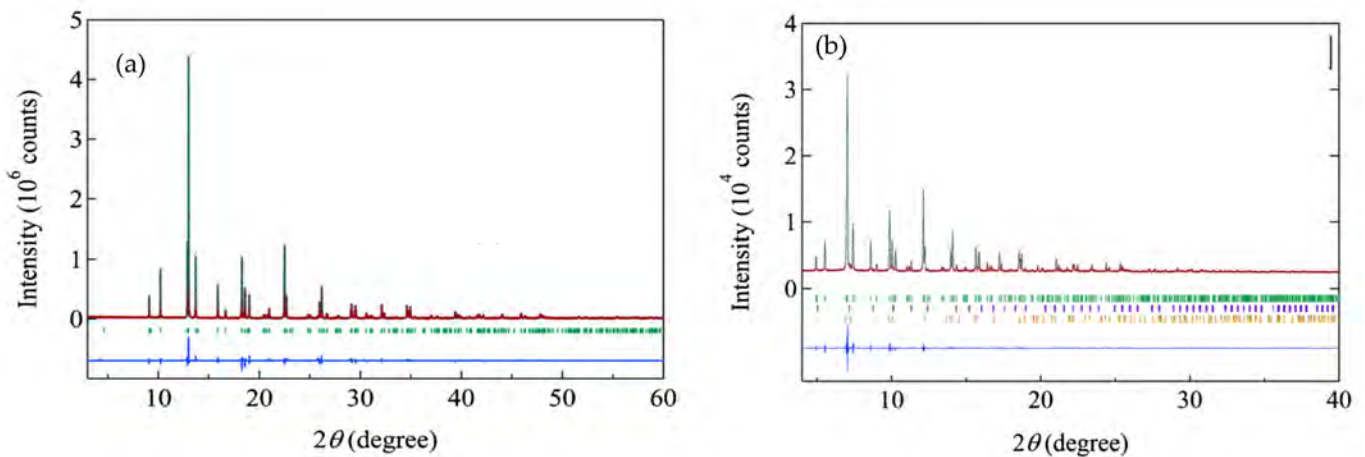 (a)
Intensity (10^6 counts)
5
4
3
2
1
0
10 20 30 40 50 60
2θ (degree)
(b)
Intensity (10^4 counts)
4
3
2
1
0
10 20 30 40
2θ (degree)